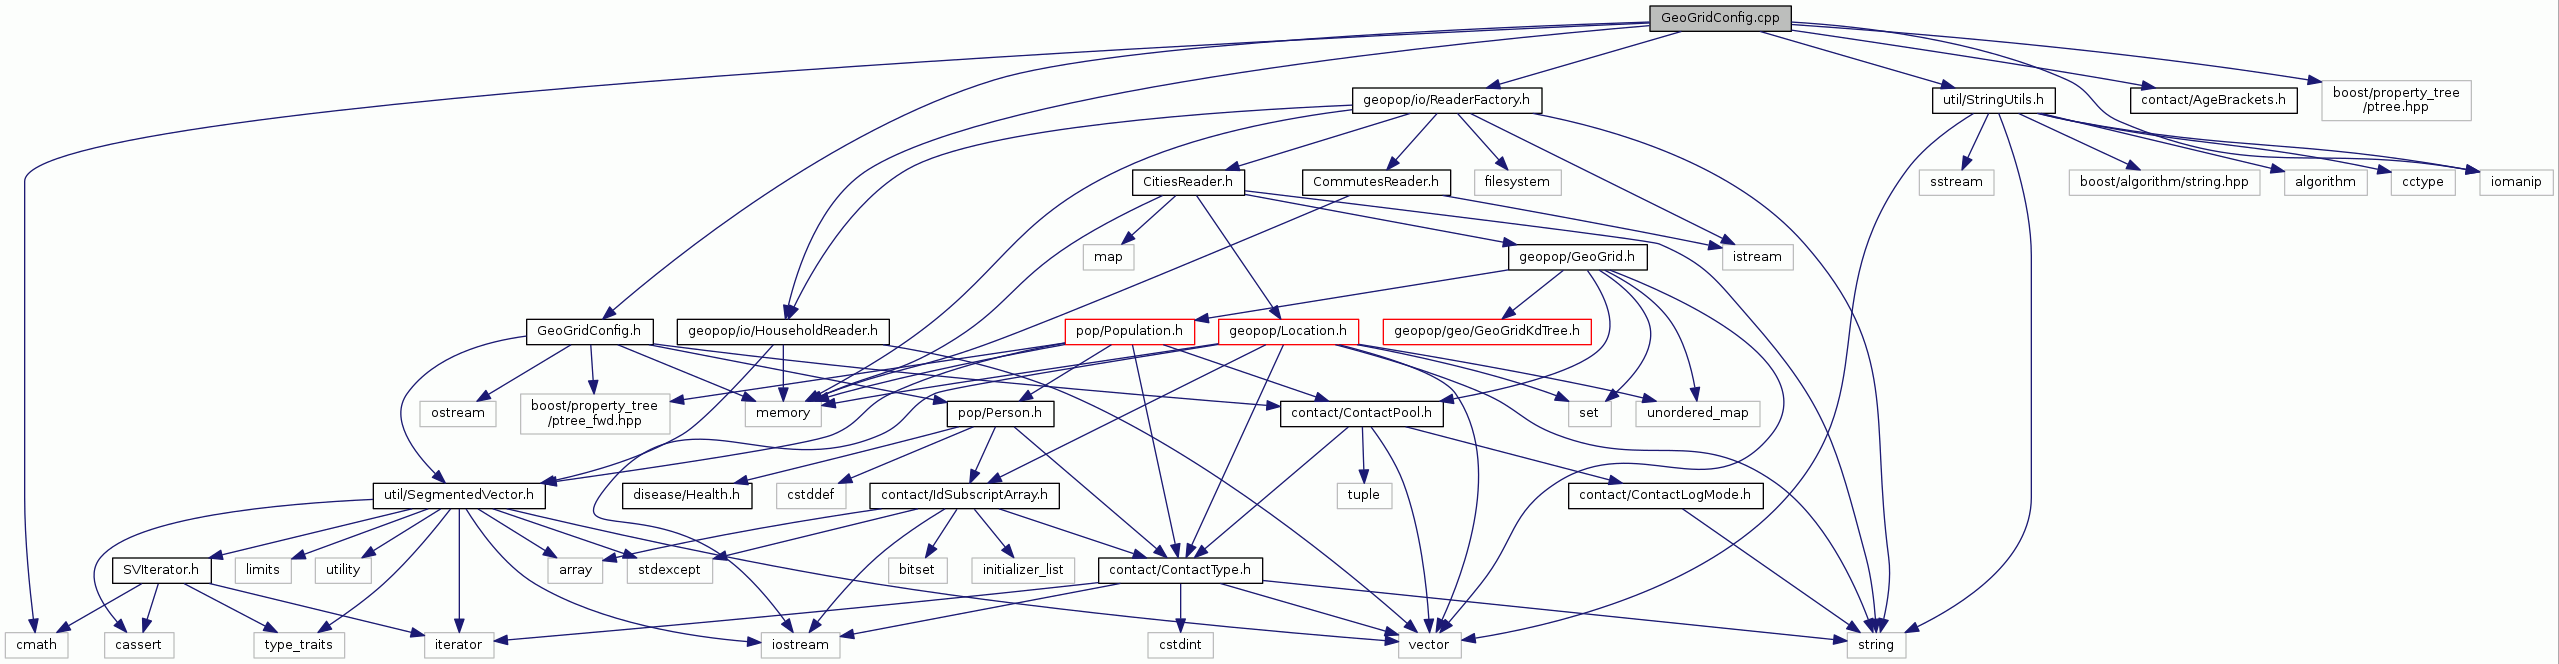 GeoGridConfig.cpp
geopop/io/ReaderFactory.h
util/StringUtils.h
contact/AgeBrackets.h
boost/property_tree
/ptree.hpp
CitiesReader.h
CommutesReader.h
filesystem
sstream
boost/algorithm/string.hpp
algorithm
cctype
iomanip
map
geopop/GeoGrid.h
istream
GeoGridConfig.h
geopop/io/HouseholdReader.h
pop/Population.h
geopop/Location.h
geopop/geo/GeoGridKdTree.h
ostream
boost/property_tree
/ptree_fwd.hpp
memory
pop/Person.h
contact/ContactPool.h
set
unordered_map
util/SegmentedVector.h
disease/Health.h
cstddef
contact/IdSubscriptArray.h
tuple
contact/ContactLogMode.h
SVIterator.h
limits
utility
array
stdexcept
bitset
initializer_list
contact/ContactType.h
cmath
cassert
type_traits
iterator
iostream
cstdint
vector
string